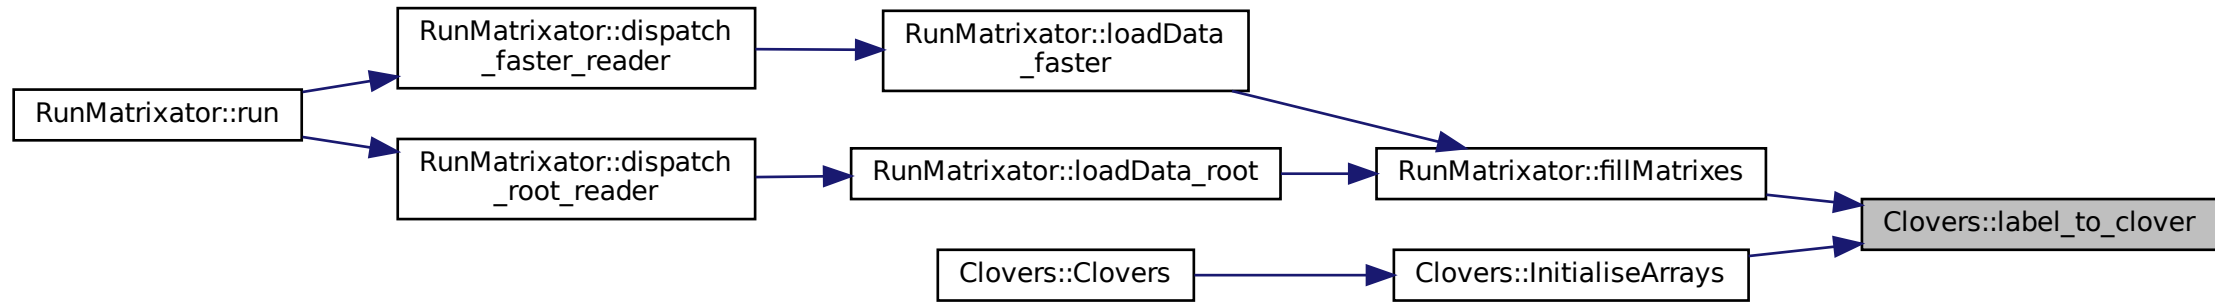 RunMatrixator::dispatch
_faster_reader
RunMatrixator::loadData
_faster
RunMatrixator::run
RunMatrixator::dispatch
_root_reader
RunMatrixator::loadData_root
RunMatrixator::fillMatrixes
Clovers::label_to_clover
Clovers::Clovers
Clovers::InitialiseArrays